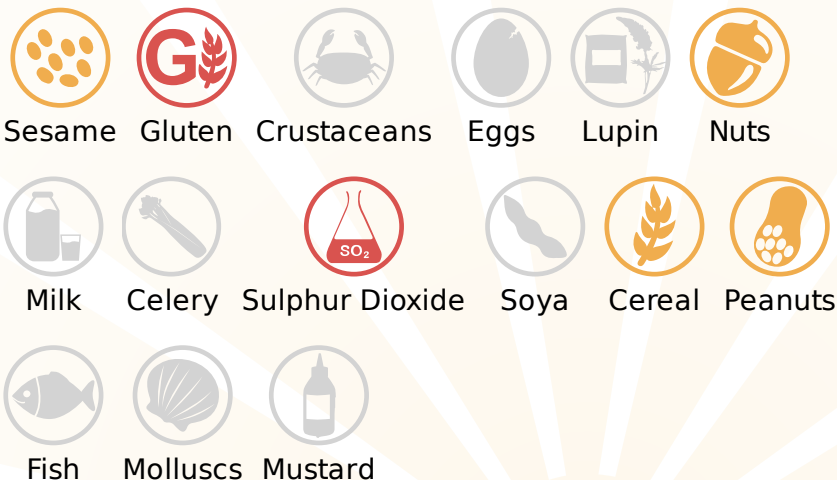 G
Sesame Gluten Crustaceans Eggs Lupin Nuts
SO₂
Milk Celery Sulphur Dioxide Soya Cereal Peanuts
Fish Molluscs Mustard